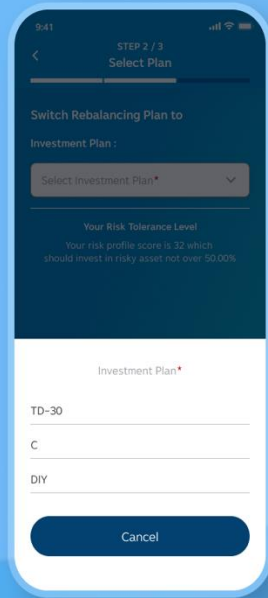 9:41
STEP 2 / 3
Select Plan
Switch Rebalancing Plan to
Investment Plan :
Select Investment Plan*
Your Risk Tolerance Level
Your risk profile score is 32 which
should invest in risky asset not over 50.00%
Investment Plan*
TD-30
C
DIY
Cancel